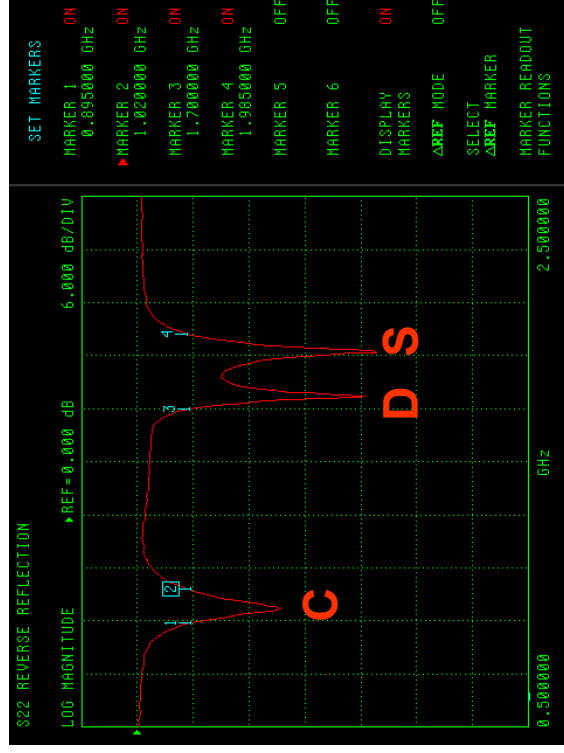 S22 REVERSE REFLECTION
LOG MAGNITUDE ▶REF= 0.000 dB 6.000 dB/DIV
1 2 3 4
C D S
0.500000 GHz 2.500000
SET MARKERS
MARKER 1 ON
0.895000 GHz
▶MARKER 2 ON
1.020000 GHz
MARKER 3 ON
1.700000 GHz
MARKER 4 ON
1.985000 GHz
MARKER 5 OFF
MARKER 6 OFF
DISPLAY ON
MARKERS
△REF MODE OFF
SELECT
△REF MARKER
MARKER READOUT
FUNCTIONS